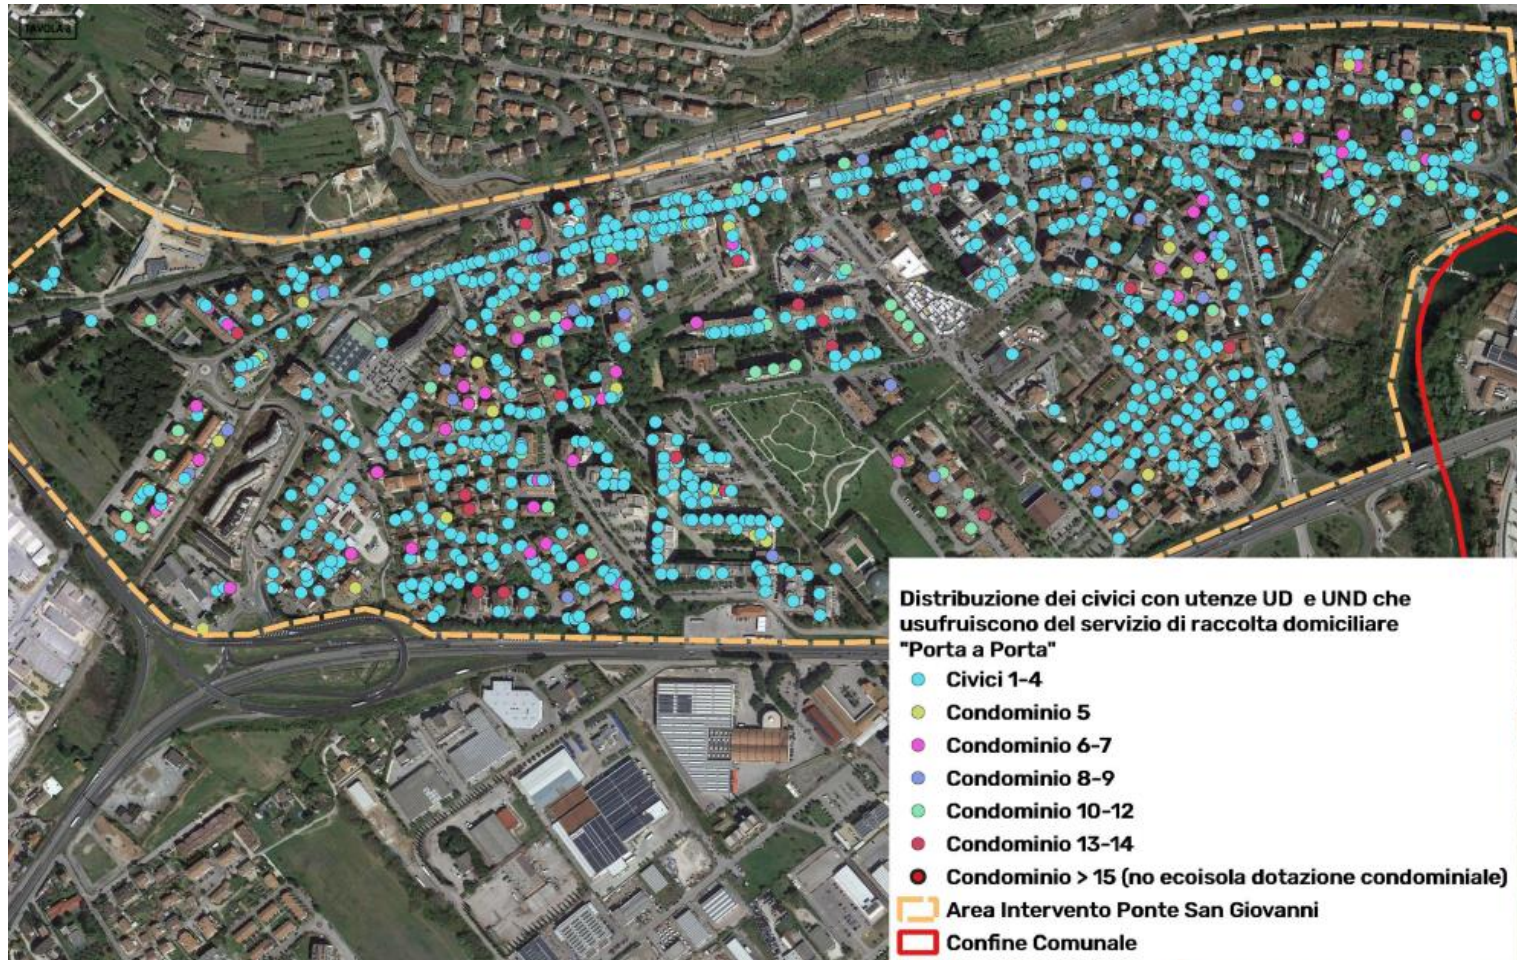 TAVOLA 3
Distribuzione dei civici con utenze UD e UND che
usufruiscono del servizio di raccolta domiciliare
"Porta a Porta"
Civici 1-4
Condominio 5
Condominio 6-7
Condominio 8-9
Condominio 10-12
Condominio 13-14
Condominio > 15 (no ecoisola dotazione condominiale)
Area Intervento Ponte San Giovanni
Confine Comunale